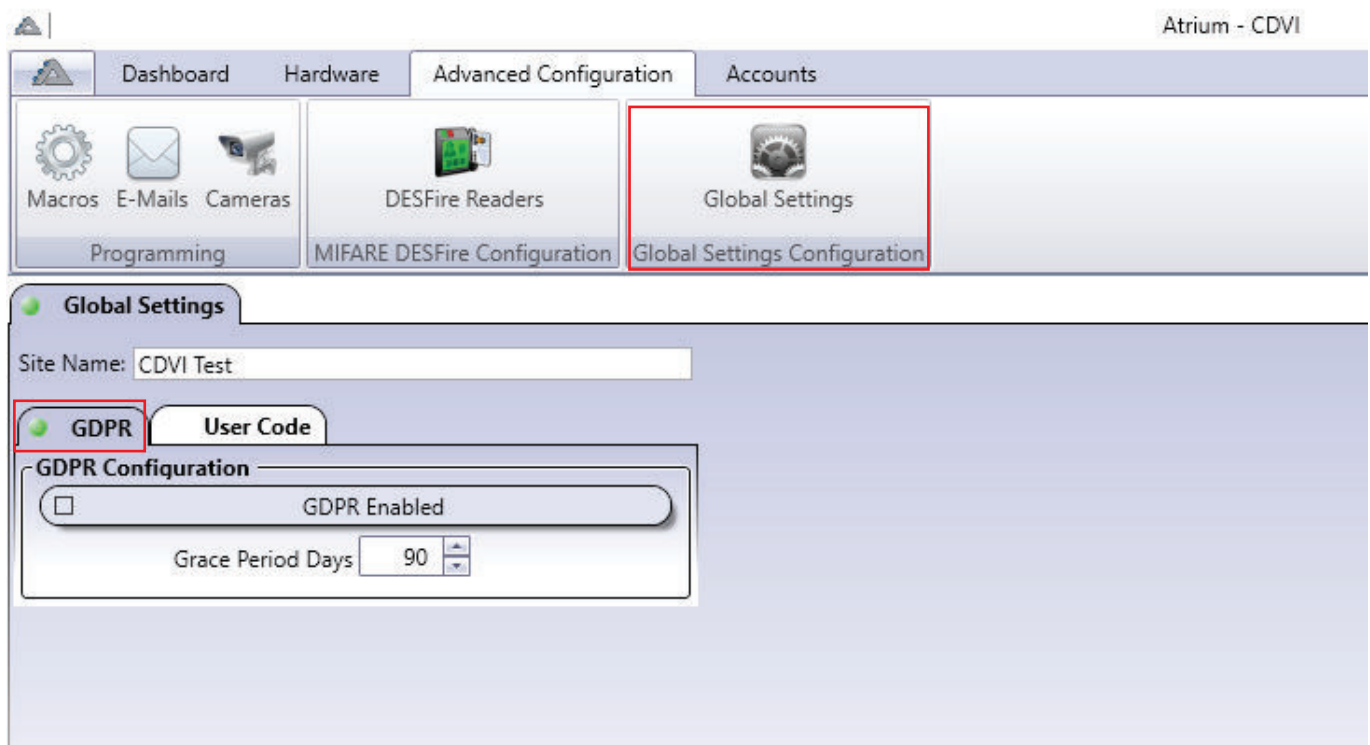 Atrium - CDVI
Dashboard Hardware Advanced Configuration Accounts
Macros E-Mails Cameras DESFire Readers Global Settings
Programming MIFARE DESFire Configuration Global Settings Configuration
Global Settings
Site Name: CDVI Test
GDPR User Code
GDPR Configuration
GDPR Enabled
Grace Period Days 90